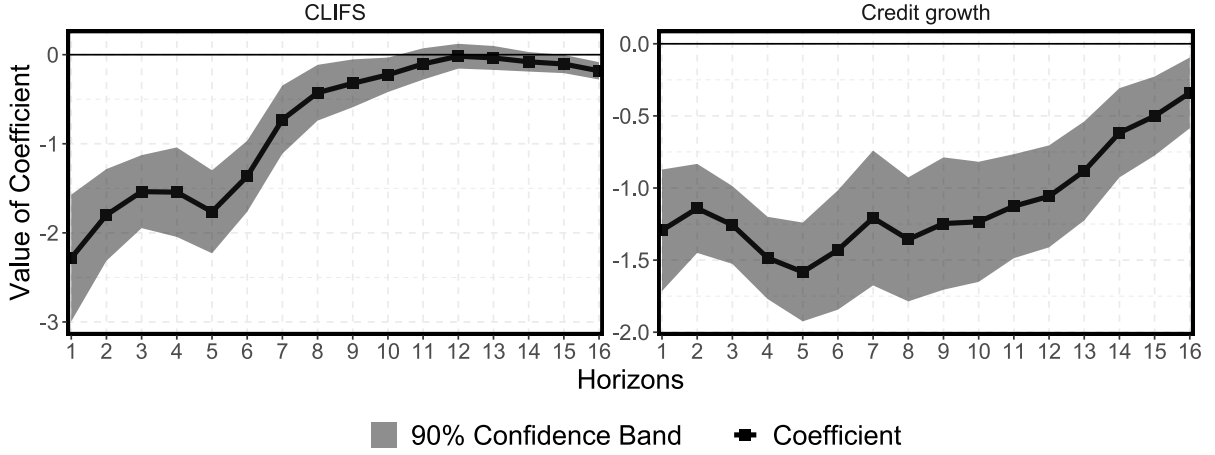 CLIFS
Credit growth
Value of Coefficient
0
-1
-2
-3
0.0
-0.5
-1.0
-1.5
-2.0
1 2 3 4 5 6 7 8 9 10 11 12 13 14 15 16
1 2 3 4 5 6 7 8 9 10 11 12 13 14 15 16
Horizons
90% Confidence Band
Coefficient